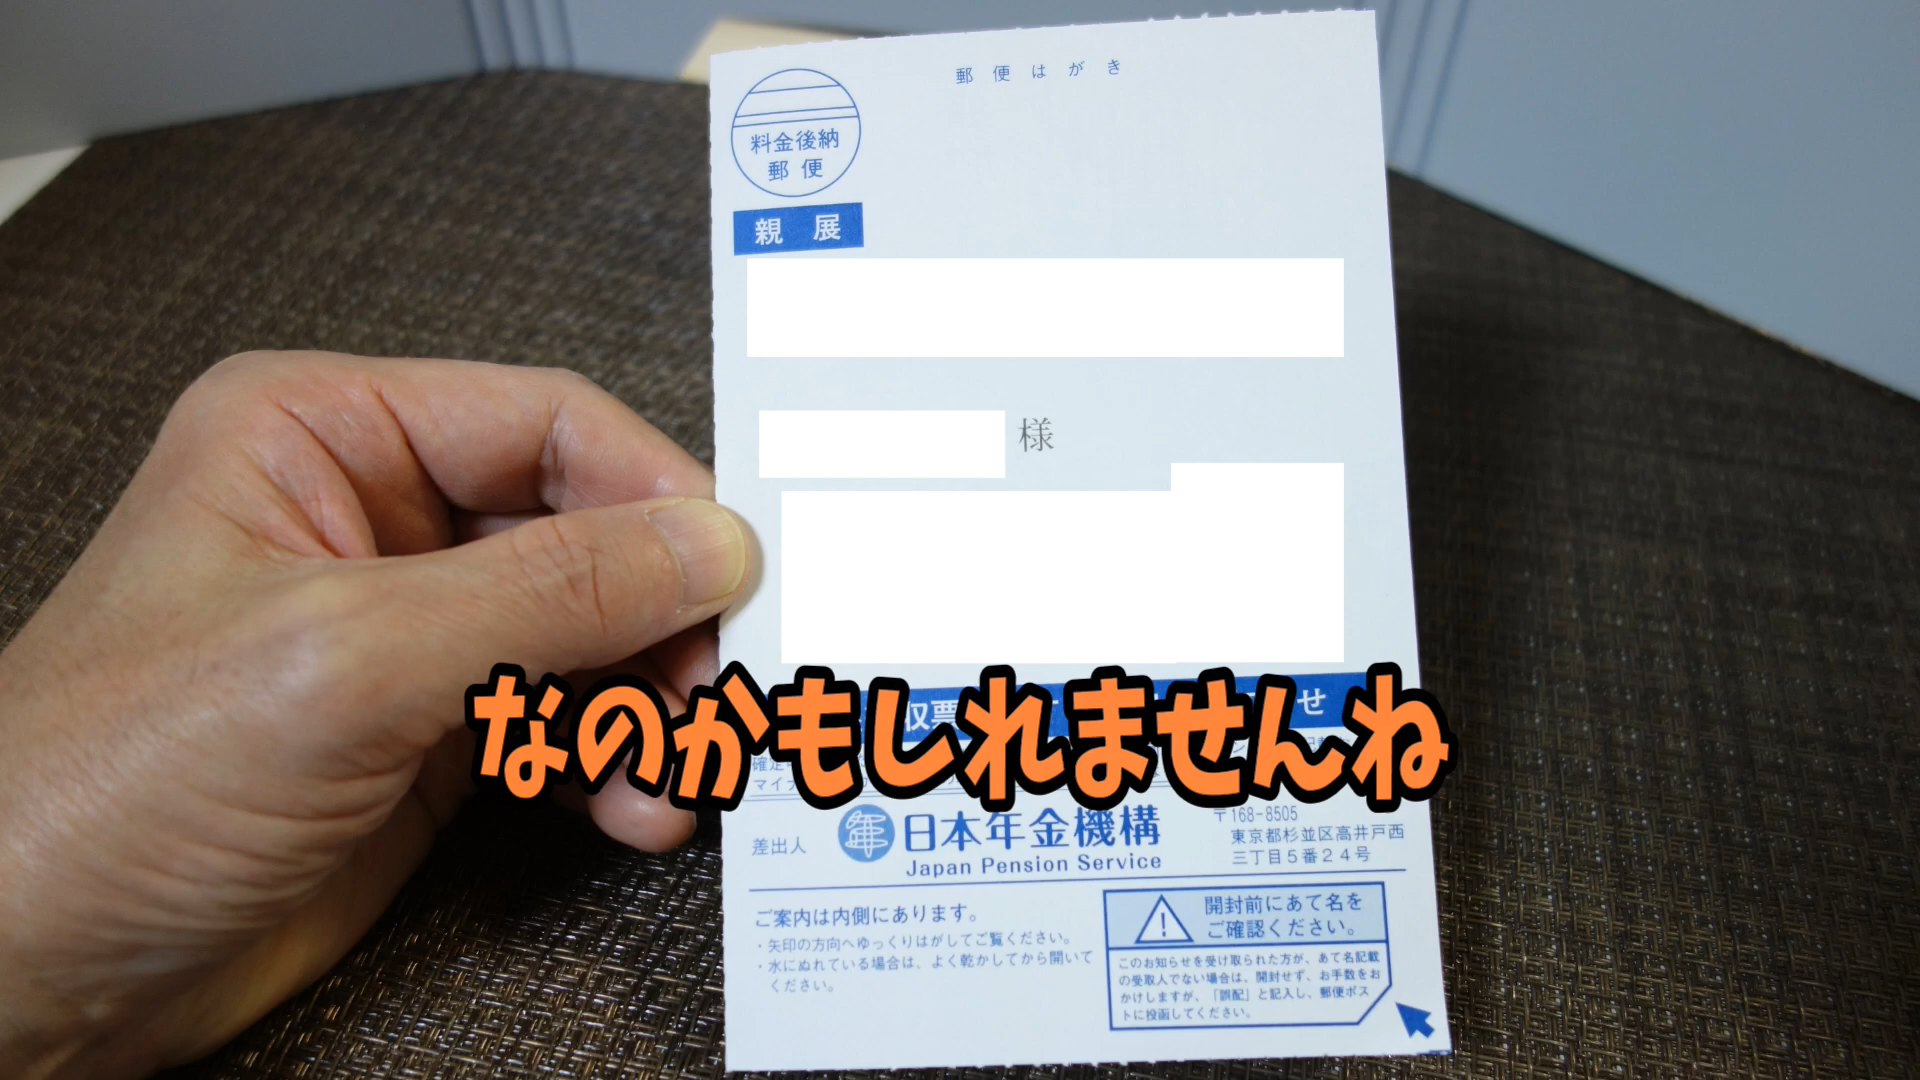 郵便はがき
料金後納
郵便
親展
様
収票
せ
なのかもしれませんね
マイナ
差出人
日本年金機構
Japan Pension Service
〒168-8505
東京都杉並区高井戸西
三丁目5番24号
ご案内は内側にあります。
・矢印の方向へゆっくりはがしてご覧ください。
・水にぬれている場合は、よく乾かしてから開いて
ください。
開封前にあて名を
ご確認ください。
このお知らせを受け取られた方が、あて名記載
の受取人でない場合は、開封せず、お手数をお
かけしますが、「誤配」と記入し、郵便ポス
トに投函してください。